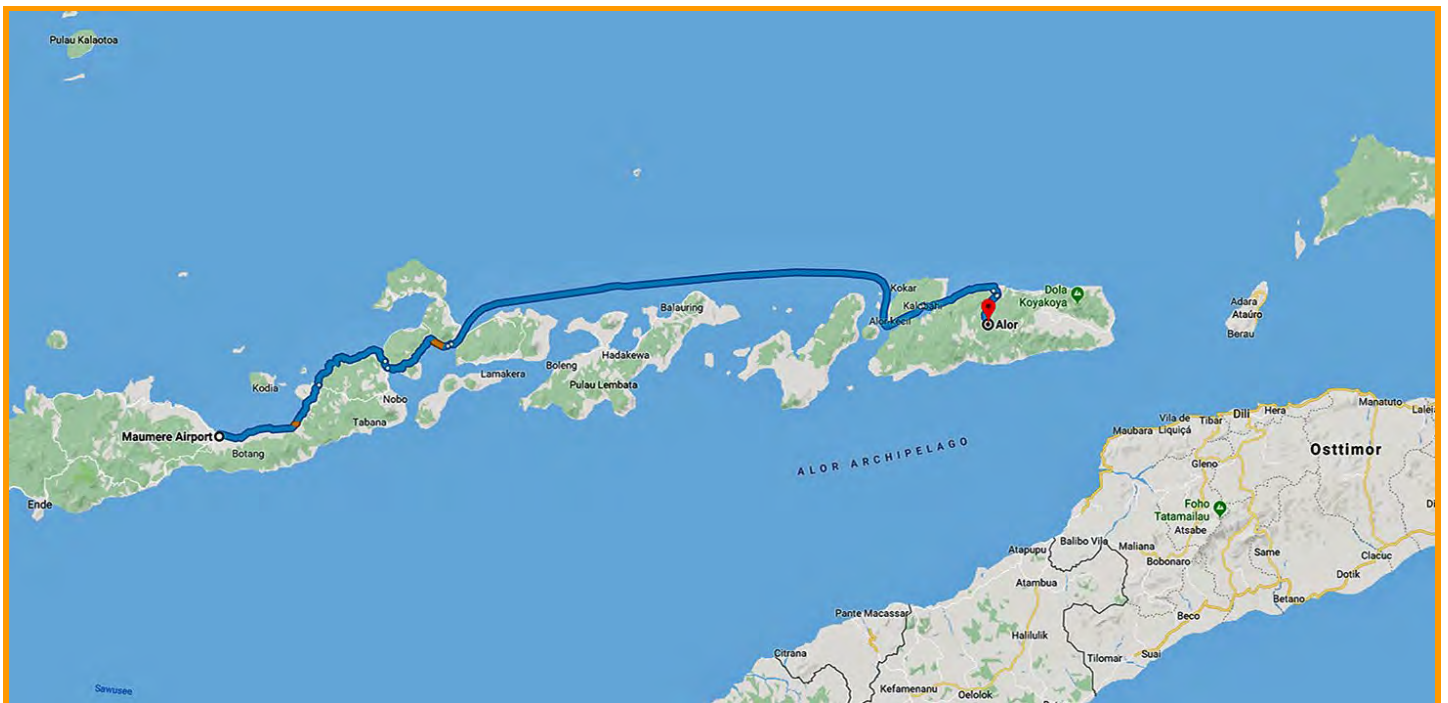 Pulau Kalaotoa
Kokar
Dola
Koyakoya
Balauring
Kalabahi
Alor-kecil
Alor
Adara
Ataúro
Berau
Hadakewa
Boleng
Lamakera
Pulau Lembata
Kodia
Nobo
Tabana
Maumere Airport
Botang
Ende
ALOR ARCHIPELAGO
Vila de
Liquiçá
Maubara
Tibar
Dili
Hera
Manatuto
Laleia
Gleno
Osttimor
Foho
Tatamailau
Atsabe
Di
Balibo Vila
Maliana
Bobonaro
Same
Clacuc
Dotik
Betano
Beco
Atapupu
Atambua
Pante Macassar
Halilulik
Citrana
Tilomar
Suai
Kefamenanu
Oelolok
Sawusee